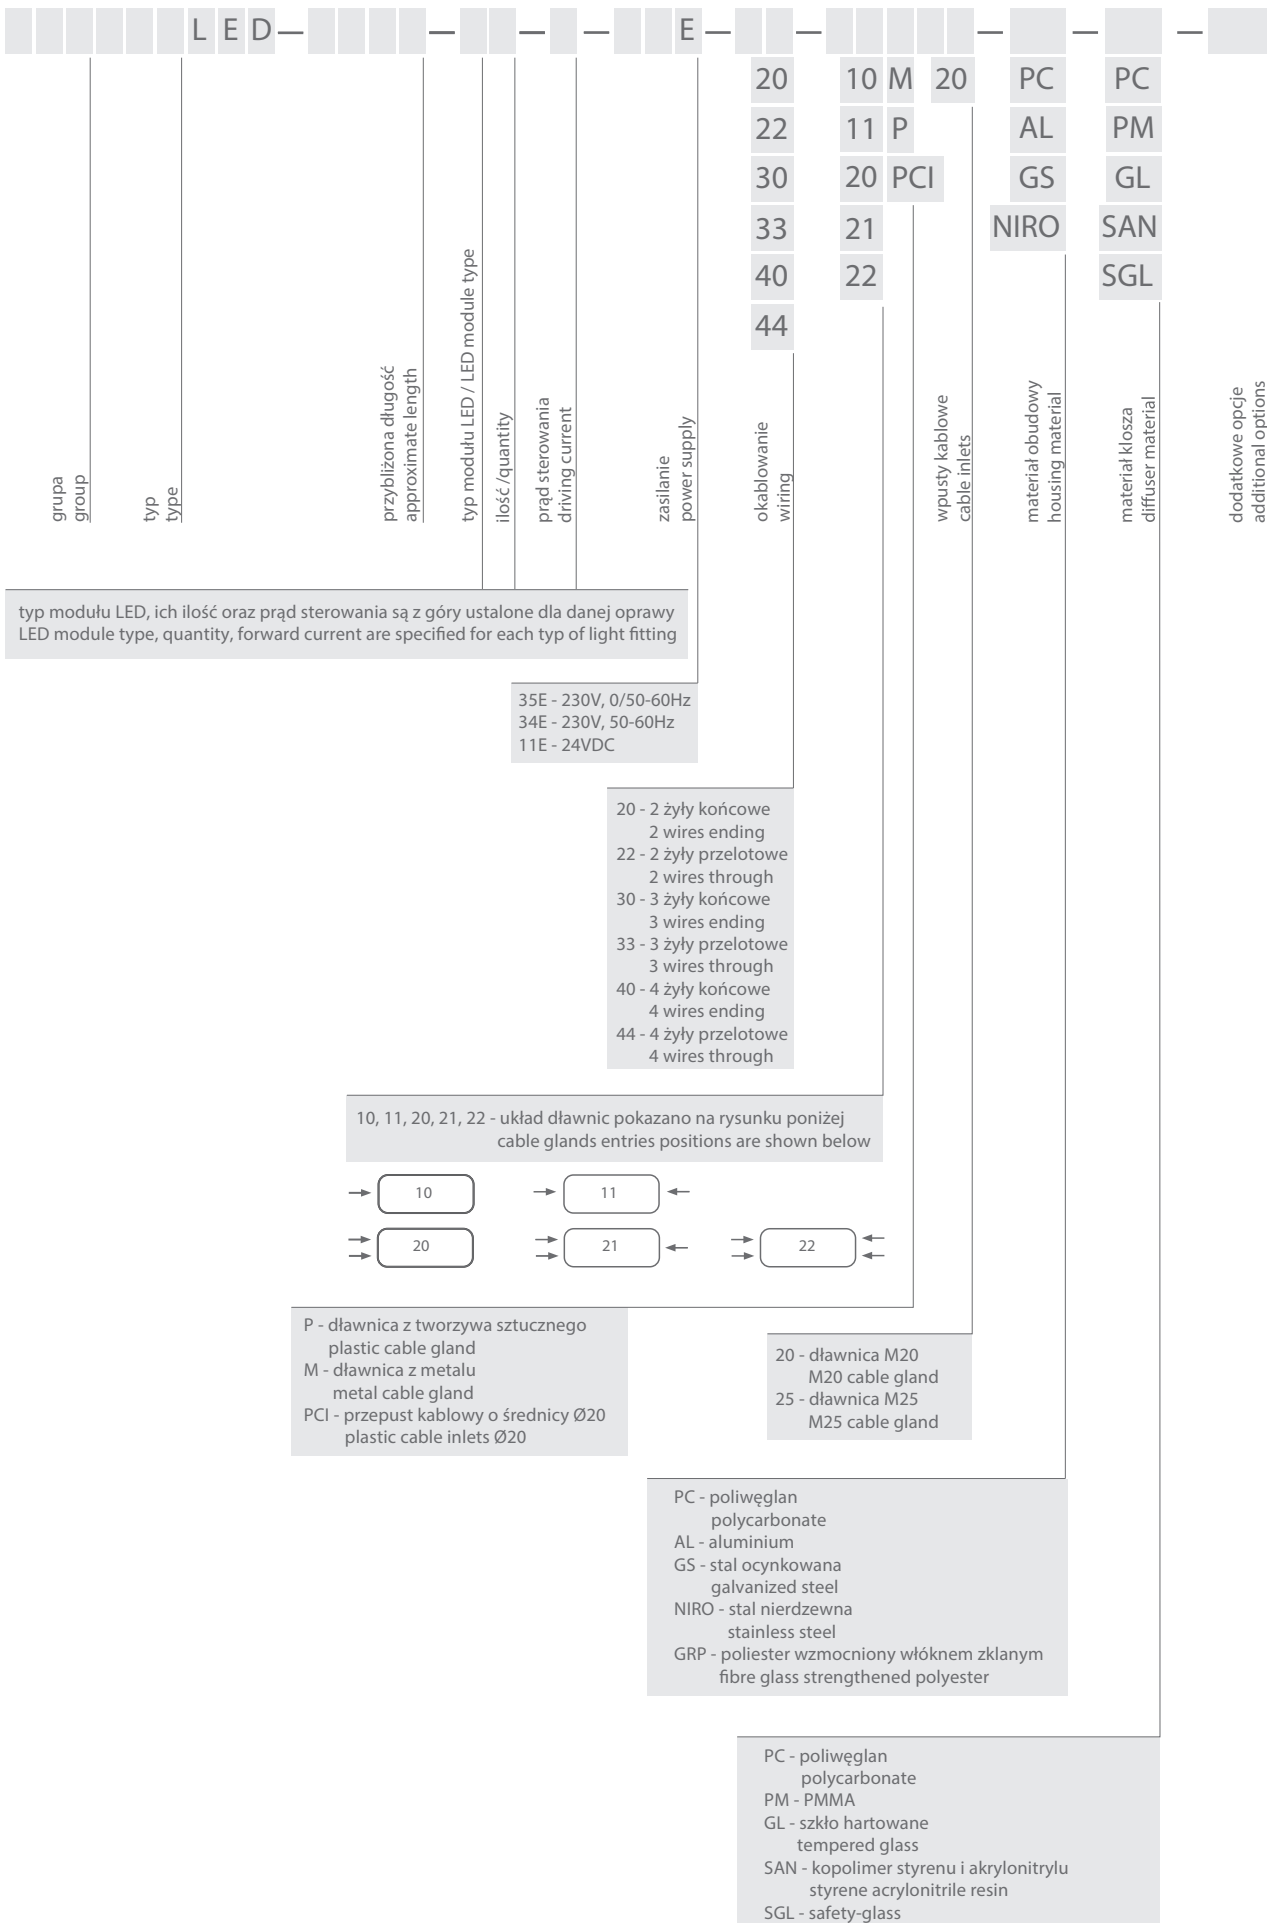 L E D — — — — E — — — — —
20 10 M 20 PC PC
22 11 P AL PM
30 20 PCI GS GL
33 21 NIRO SAN
40 22 SGL
44
grupa
group
typ
type
przybliżona długość
approximate length
typ modułu LED / LED module type
ilość /quantity
prąd sterowania
driving current
zasilanie
power supply
okablowanie
wiring
wpusty kablowe
cable inlets
materiał obudowy
housing material
materiał klosza
diffuser material
dodatkowe opcje
additional options
typ modułu LED, ich ilość oraz prąd sterowania są z góry ustalone dla danej oprawy
LED module type, quantity, forward current are specified for each typ of light fitting
35E - 230V, 0/50-60Hz
34E - 230V, 50-60Hz
11E - 24VDC
20 - 2 żyły końcowe
2 wires ending
22 - 2 żyły przelotowe
2 wires through
30 - 3 żyły końcowe
3 wires ending
33 - 3 żyły przelotowe
3 wires through
40 - 4 żyły końcowe
4 wires ending
44 - 4 żyły przelotowe
4 wires through
10, 11, 20, 21, 22 - układ dławnic pokazano na rysunku poniżej
cable glands entries positions are shown below
10 11
20 21 22
P - dławnica z tworzywa sztucznego
plastic cable gland
M - dławnica z metalu
metal cable gland
PCI - przepust kablowy o średnicy Ø20
plastic cable inlets Ø20
20 - dławnica M20
M20 cable gland
25 - dławnica M25
M25 cable gland
PC - poliwęglan
polycarbonate
AL - aluminium
GS - stal ocynkowana
galvanized steel
NIRO - stal nierdzewna
stainless steel
GRP - poliester wzmocniony włóknem zklanym
fibre glass strengthened polyester
PC - poliwęglan
polycarbonate
PM - PMMA
GL - szkło hartowane
tempered glass
SAN - kopolimer styrenu i akrylonitrylu
styrene acrylonitrile resin
SGL - safety-glass